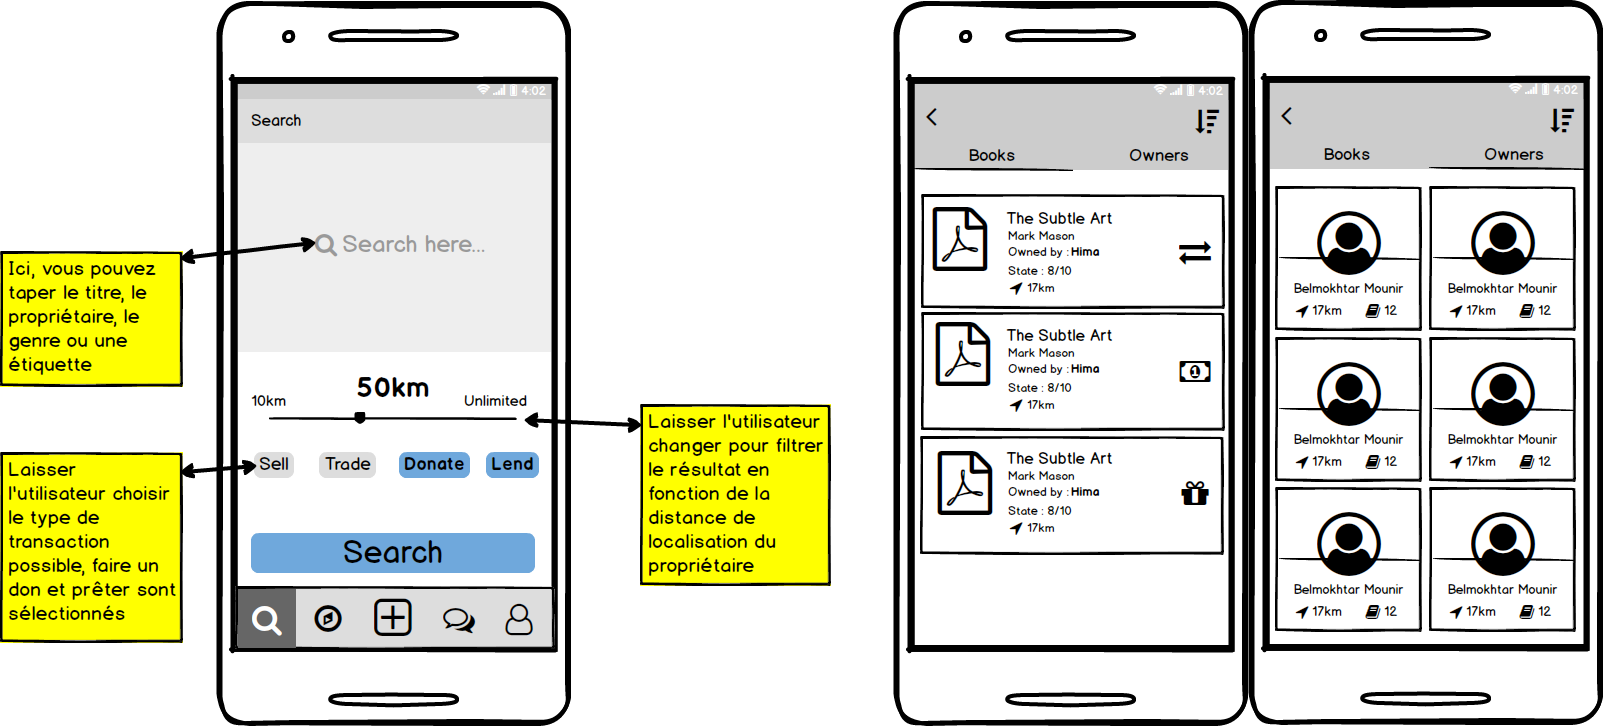 4:02
Search
Search here...
Ici, vous pouvez
taper le titre, le
propriétaire, le
genre ou une
étiquette
50km
10km
Unlimited
Laisser l'utilisateur
changer pour filtrer
le résultat en
fonction de la
distance de
localisation du
propriétaire
Sell
Trade
Donate
Lend
Laisser
l'utilisateur choisir
le type de
transaction
possible, faire un
don et prêter sont
sélectionnés
Search
4:02
Books
Owners
The Subtle Art
Mark Mason
Owned by : Hima
State : 8/10
17km
The Subtle Art
Mark Mason
Owned by : Hima
State : 8/10
17km
1
The Subtle Art
Mark Mason
Owned by : Hima
State : 8/10
17km
4:02
Books
Owners
Belmokhtar Mounir
17km
12
Belmokhtar Mounir
17km
12
Belmokhtar Mounir
17km
12
Belmokhtar Mounir
17km
12
Belmokhtar Mounir
17km
12
Belmokhtar Mounir
17km
12